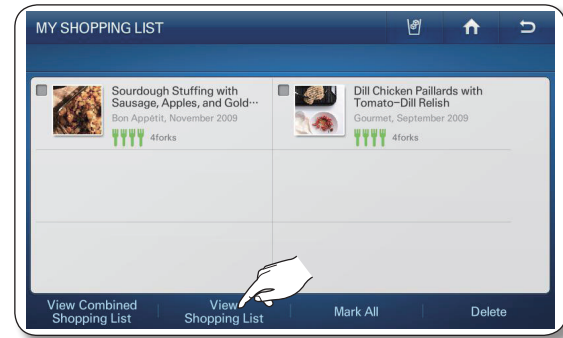 MY SHOPPING LIST
Sourdough Stuffing with
Sausage, Apples, and Gold…
Bon Appétit, November 2009
4forks
Dill Chicken Paillards with
Tomato-Dill Relish
Gourmet, September 2009
4forks
View Combined
Shopping List
View
Shopping List
Mark All
Delete